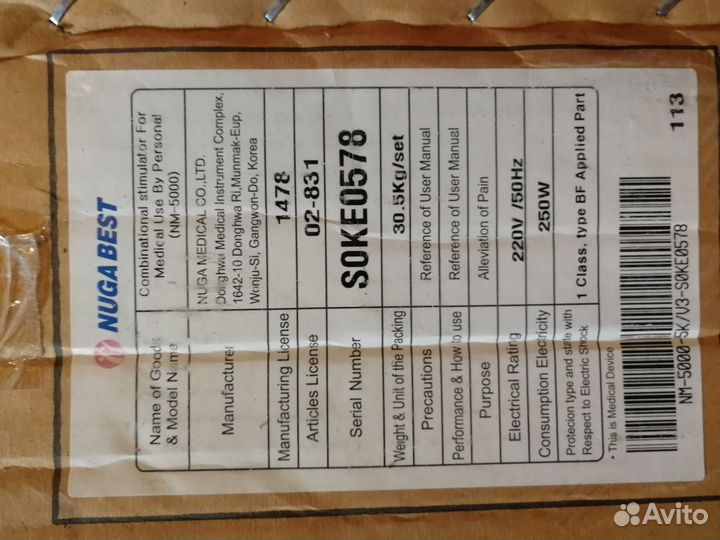 NUGA BEST
Name of Goods & Model Name
Combinational stimulator For
Medical Use By Personal
(NM-5000)
Manufacturer
NUGA MEDICAL CO.,LTD.
Donghwa Medical Instrument Complex,
1642-10 Donghwa Ri,Munmak-Eup,
Wonju-Si, Gangwon-Do, Korea
Manufacturing License 1478
Articles License 02-831
Serial Number S0KE0578
Weight & Unit of the Packing 30.5Kg/set
Precautions Reference of User Manual
Performance & How to use Reference of User Manual
Purpose Alleviation of Pain
Electrical Rating 220V /50Hz
Consumption Elecricity 250W
Protecion type and state with
Respect to Electric Shock
1 Class, type BF Applied Part
* This is Medical Device
113
NM-5000-SK/V3-S0KE0578
Avito